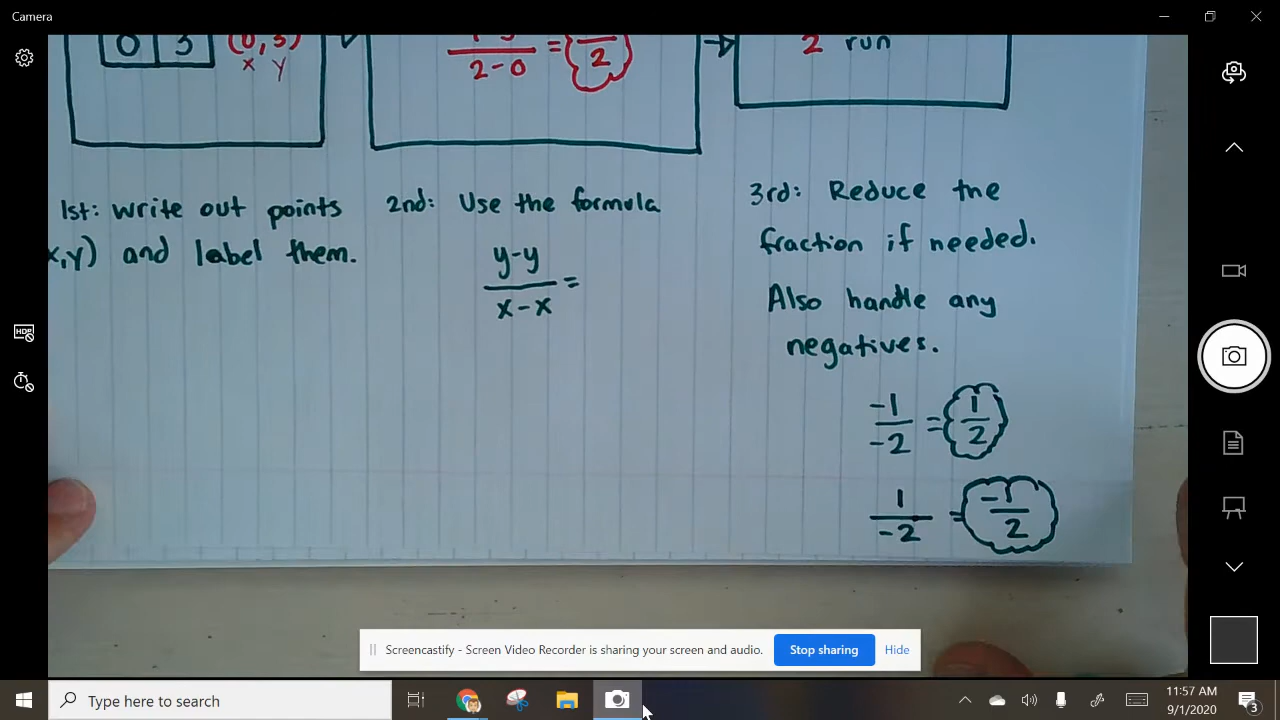 Camera
0 3 (0,3)
x y
2-0 = 2
2 run
1st: Write out points
x,y) and label them.
2nd: Use the formula
y-y
x-x =
3rd: Reduce the
fraction if needed.
Also handle any
negatives.
-1/-2 = 1/2
1/-2 = -1/2
Screencastify - Screen Video Recorder is sharing your screen and audio.
Stop sharing
Hide
Type here to search
11:57 AM
9/1/2020
3